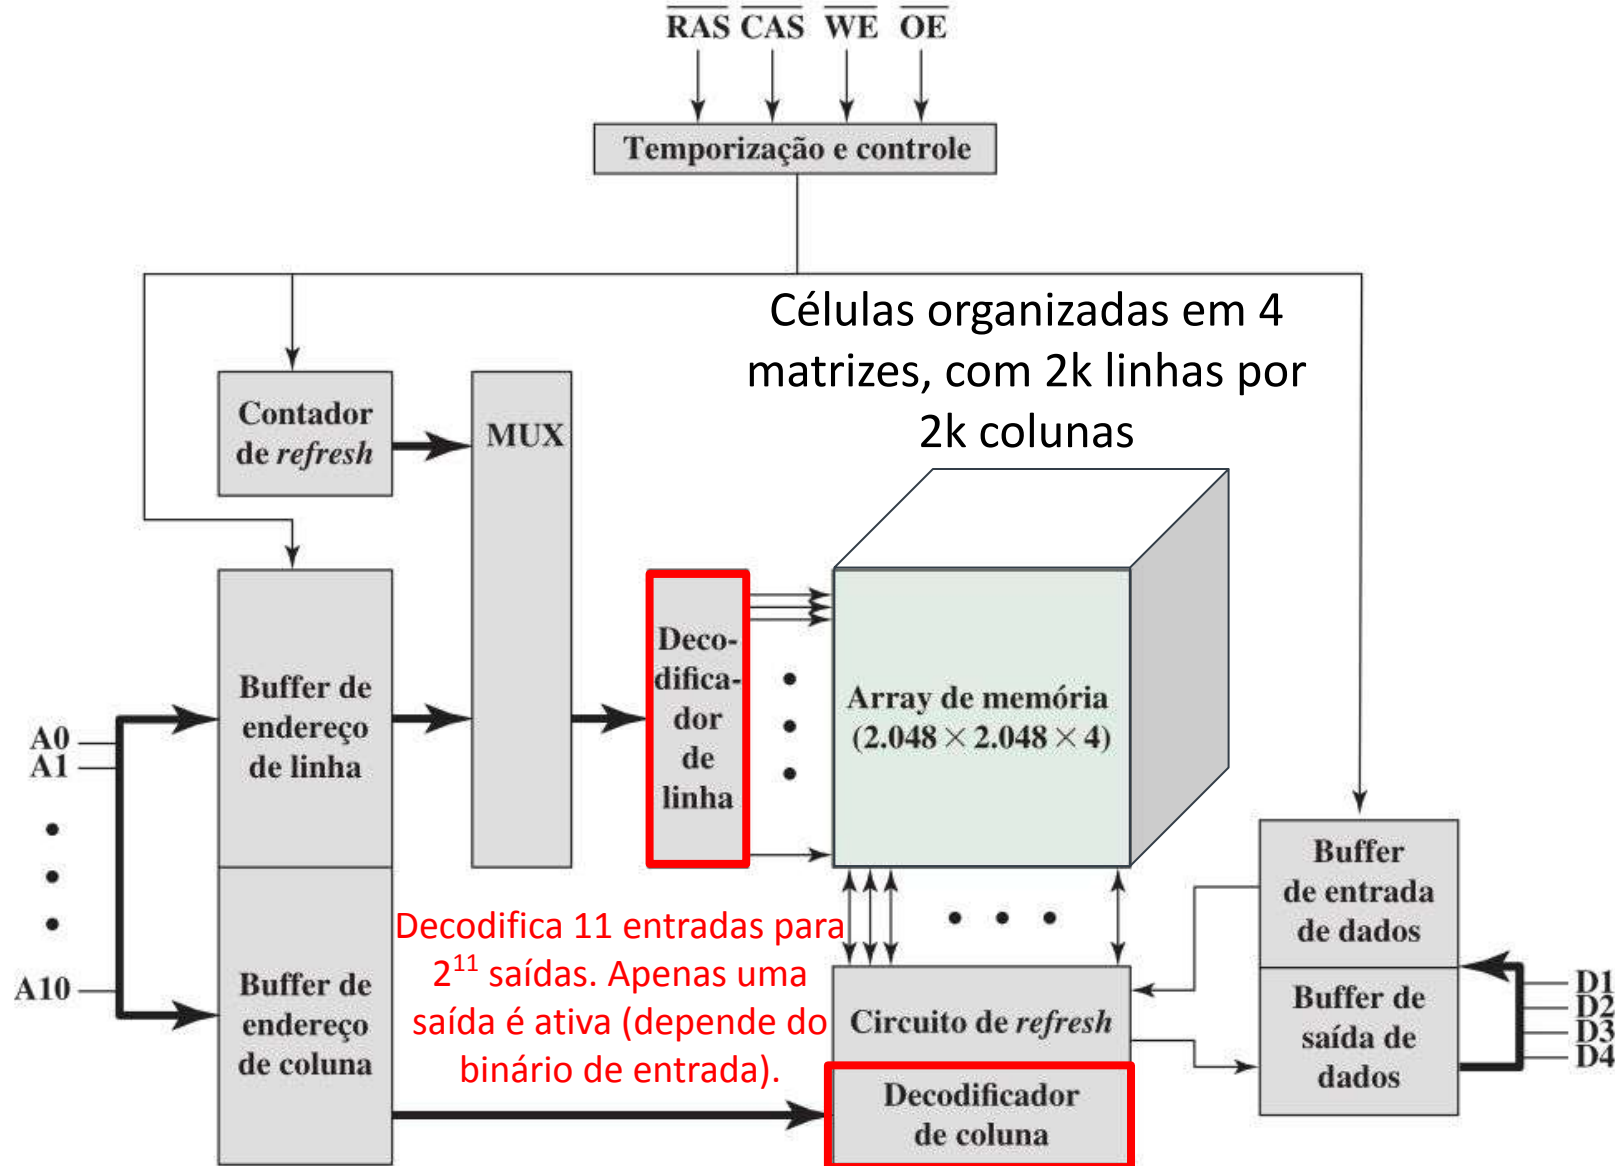 RAS CAS WE OE
Temporização e controle
Células organizadas em 4
matrizes, com 2k linhas por
2k colunas
Contador
de refresh
MUX
Deco-
difica-
dor
de
linha
Array de memória
(2.048 × 2.048 × 4)
Buffer de
endereço
de linha
A0
A1
A10
Buffer de
endereço
de coluna
Decodifica 11 entradas para
2¹¹ saídas. Apenas uma
saída é ativa (depende do
binário de entrada).
Circuito de refresh
Decodificador
de coluna
Buffer
de entrada
de dados
Buffer de
saída de
dados
D1
D2
D3
D4